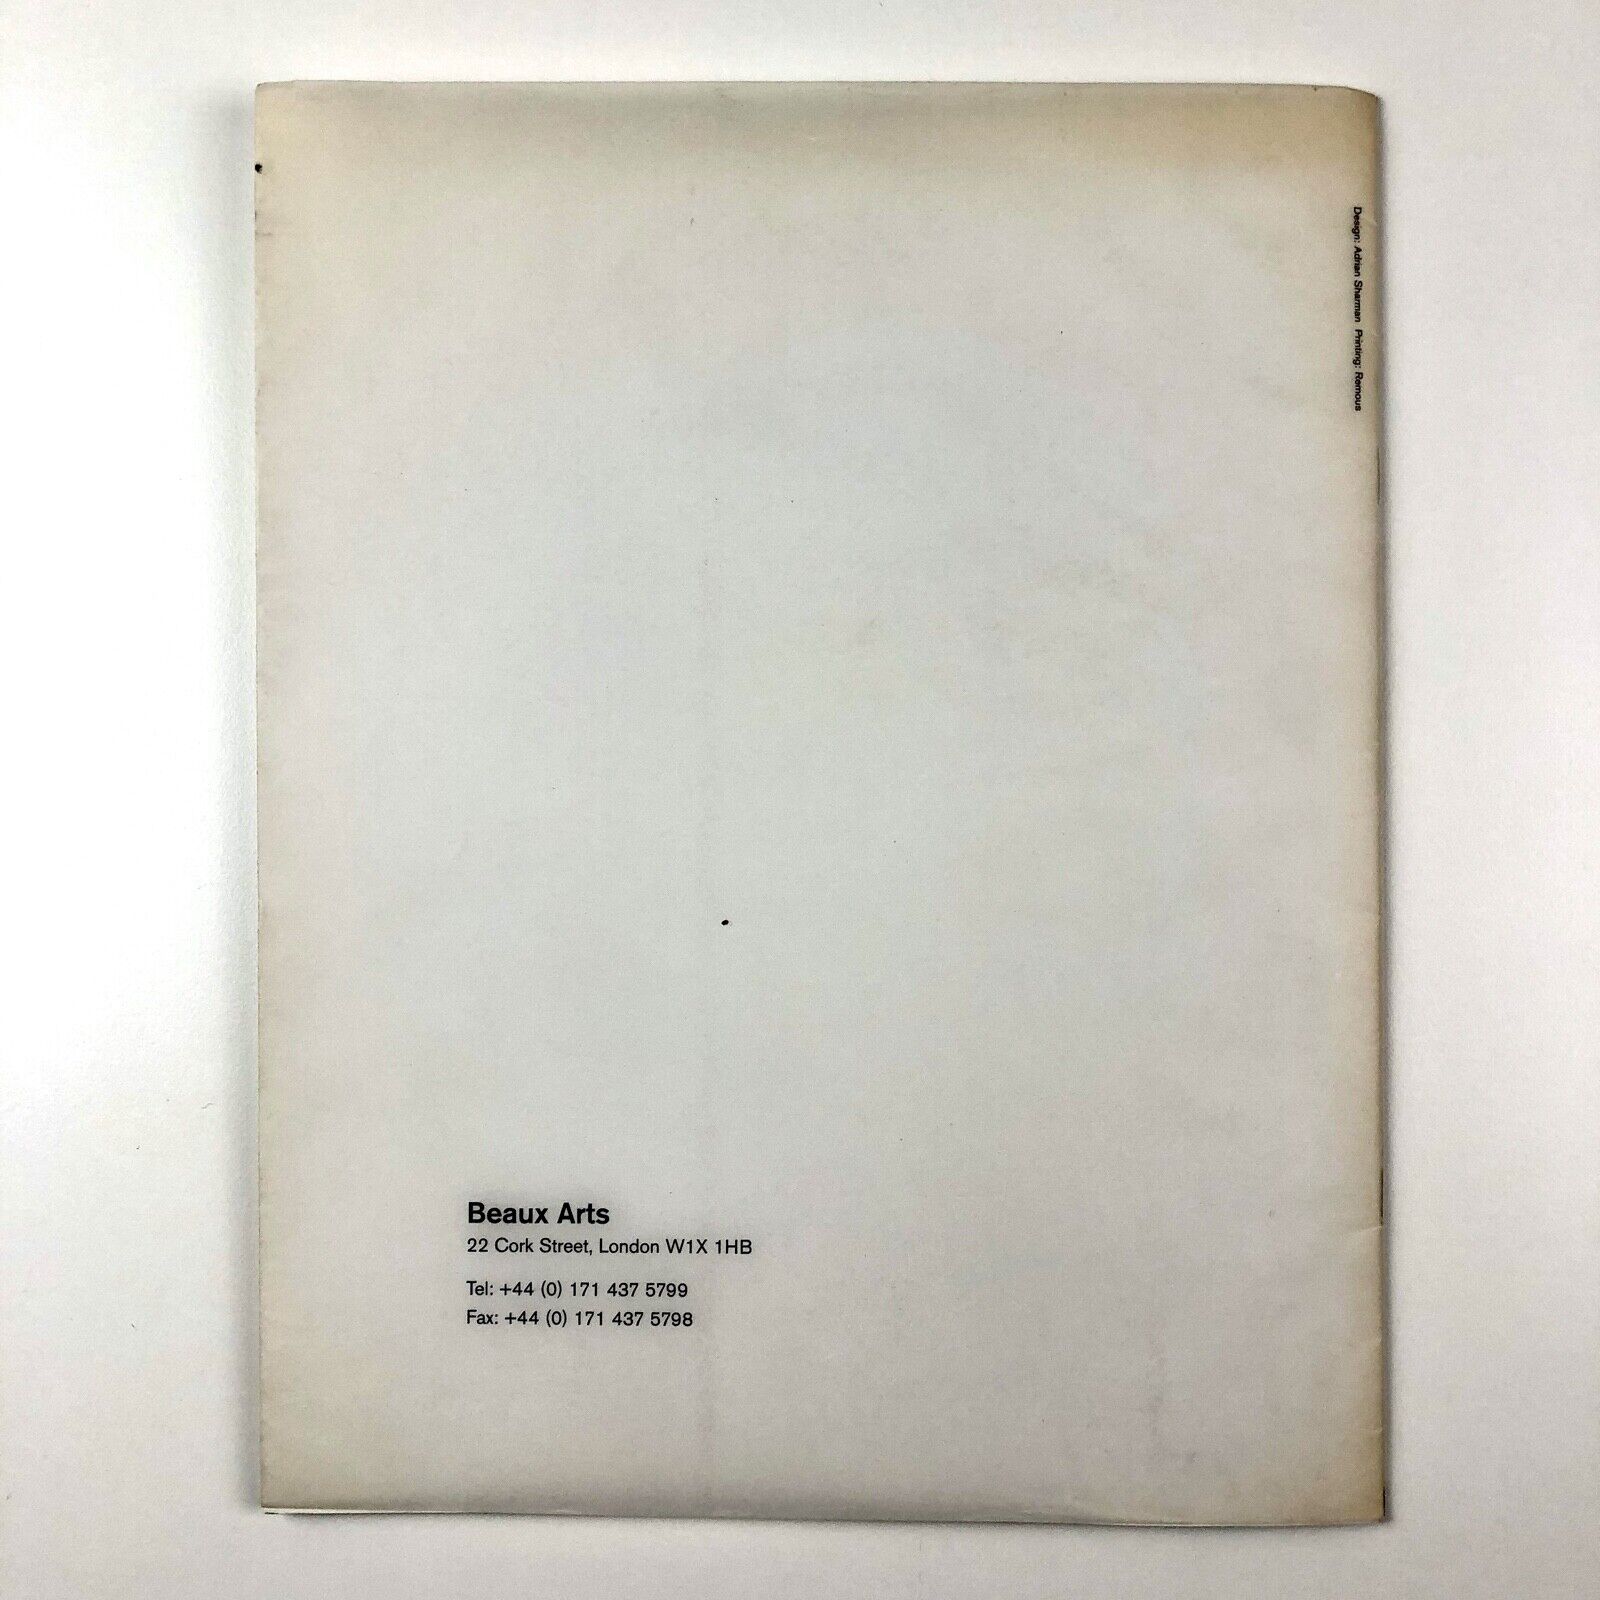 Design: Adrian Sharman Printing: Remous
Beaux Arts
22 Cork Street, London W1X 1HB
Tel: +44 (0) 171 437 5799
Fax: +44 (0) 171 437 5798